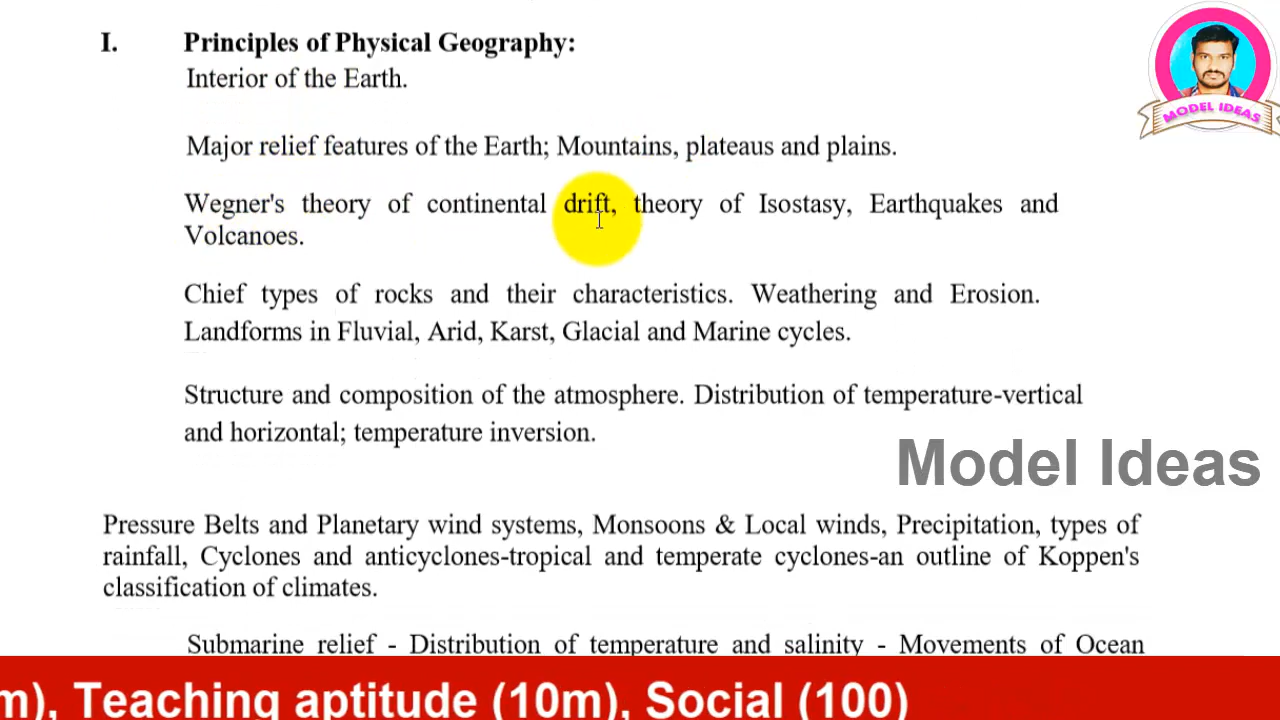 I. Principles of Physical Geography:
Interior of the Earth.
MODEL IDEAS
Major relief features of the Earth; Mountains, plateaus and plains.
Wegner's theory of continental drift, theory of Isostasy, Earthquakes and
Volcanoes.
Chief types of rocks and their characteristics. Weathering and Erosion.
Landforms in Fluvial, Arid, Karst, Glacial and Marine cycles.
Structure and composition of the atmosphere. Distribution of temperature-vertical
and horizontal; temperature inversion.
Model Ideas
Pressure Belts and Planetary wind systems, Monsoons & Local winds, Precipitation, types of
rainfall, Cyclones and anticyclones-tropical and temperate cyclones-an outline of Koppen's
classification of climates.
Submarine relief - Distribution of temperature and salinity - Movements of Ocean
m), Teaching aptitude (10m), Social (100)